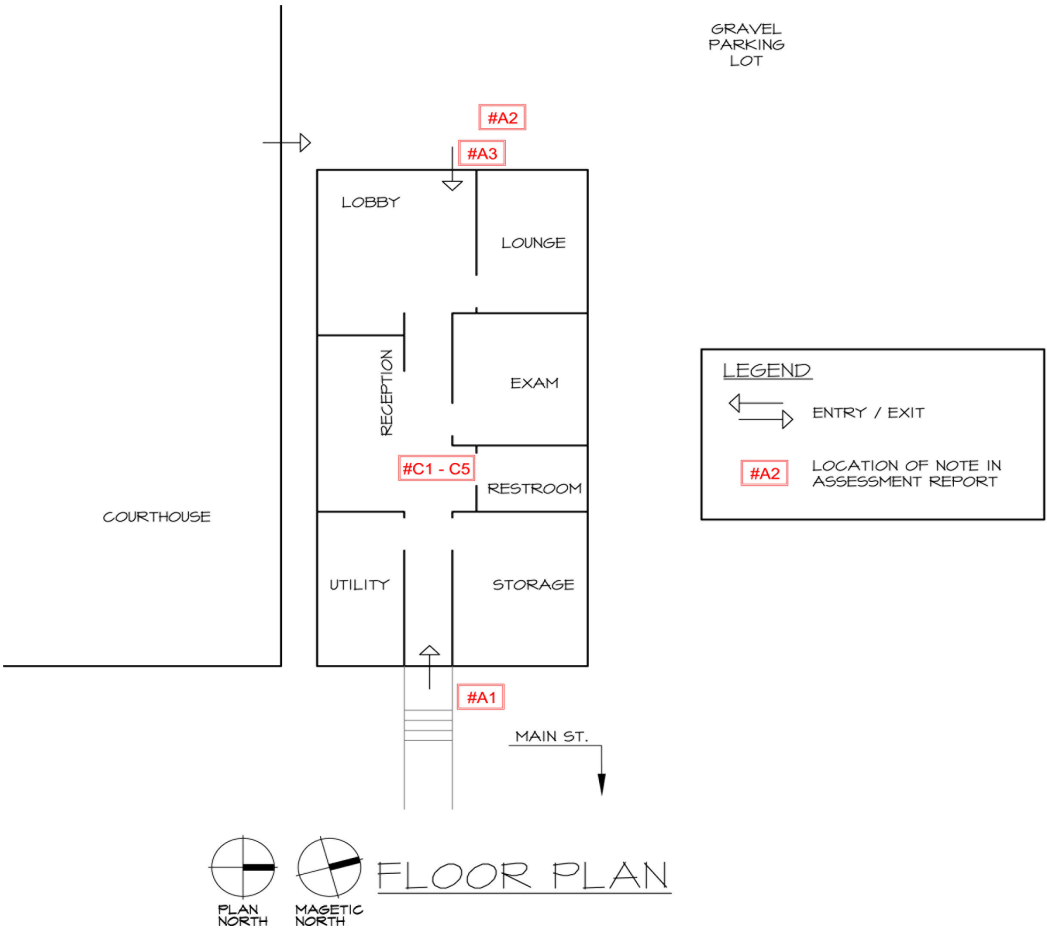 GRAVEL
PARKING
LOT
#A2
#A3
LOBBY
LOUNGE
RECEPTION
EXAM
#C1 - C5
RESTROOM
COURTHOUSE
UTILITY
STORAGE
#A1
MAIN ST.
LEGEND
ENTRY / EXIT
#A2
LOCATION OF NOTE IN
ASSESSMENT REPORT
PLAN
NORTH
MAGETIC
NORTH
FLOOR PLAN